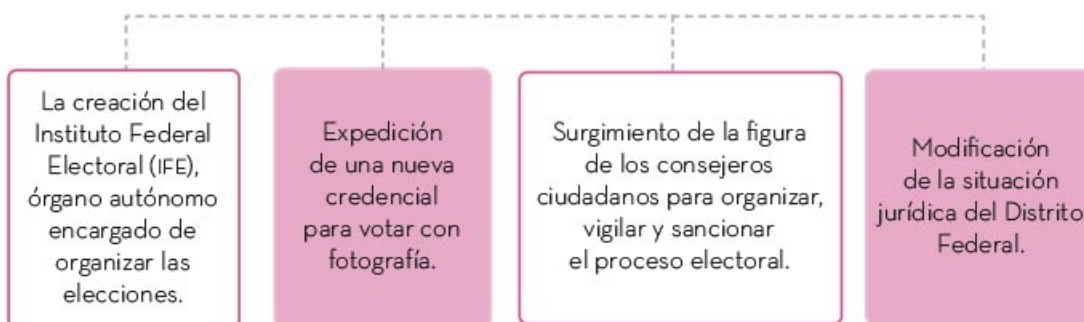 La creación del
Instituto Federal
Electoral (IFE),
órgano autónomo
encargado de
organizar las
elecciones.
Expedición
de una nueva
credencial
para votar con
fotografía.
Surgimiento de la figura
de los consejeros
ciudadanos para organizar,
vigilar y sancionar
el proceso electoral.
Modificación
de la situación
jurídica del Distrito
Federal.